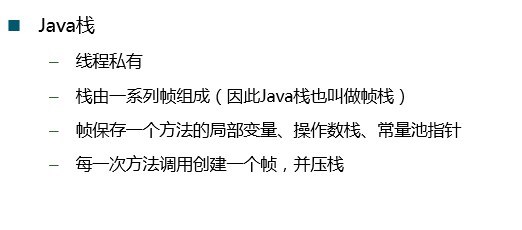 Java栈
– 线程私有
– 栈由一系列帧组成（因此Java栈也叫做帧栈）
– 帧保存一个方法的局部变量、操作数栈、常量池指针
– 每一次方法调用创建一个帧，并压栈